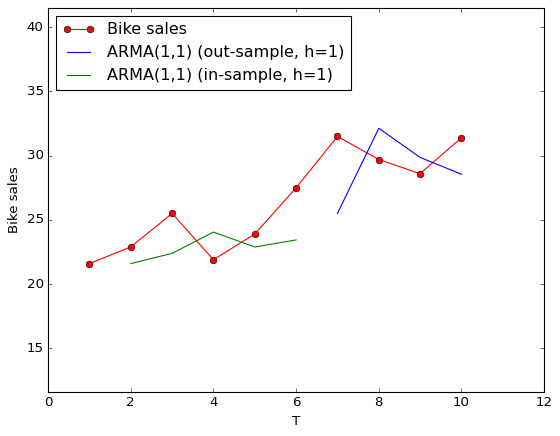 Bike sales
ARMA(1,1) (out-sample, h=1)
ARMA(1,1) (in-sample, h=1)
40
35
30
25
20
15
Bike sales
0 2 4 6 8 10 12
T